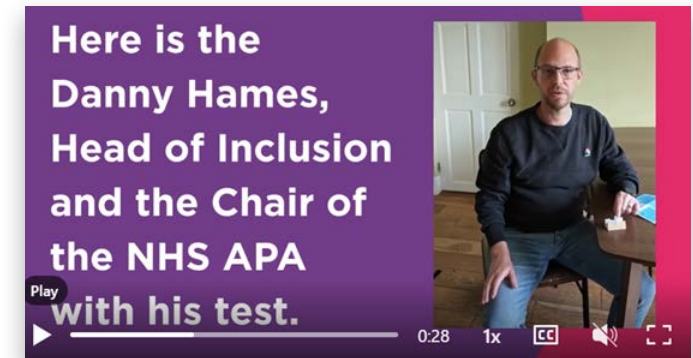 Here is the
Danny Hames,
Head of Inclusion
and the Chair of
the NHS APA
with his test.
Play
0:28 1x CC